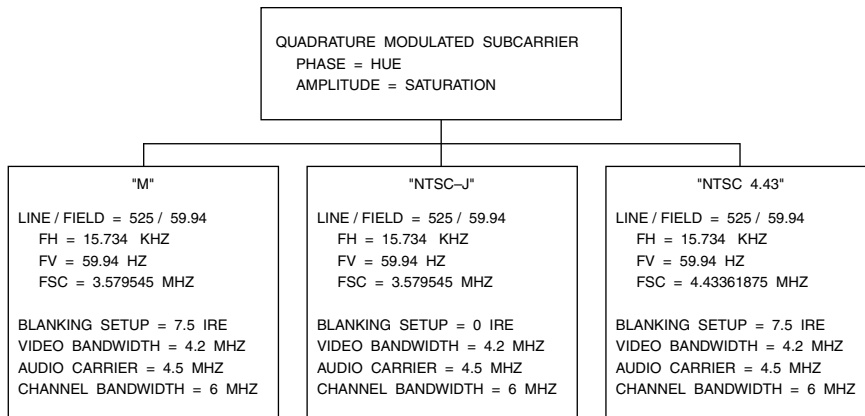 QUADRATURE MODULATED SUBCARRIER
PHASE = HUE
AMPLITUDE = SATURATION
"M"
LINE / FIELD = 525 / 59.94
FH = 15.734 KHZ
FV = 59.94 HZ
FSC = 3.579545 MHZ
BLANKING SETUP = 7.5 IRE
VIDEO BANDWIDTH = 4.2 MHZ
AUDIO CARRIER = 4.5 MHZ
CHANNEL BANDWIDTH = 6 MHZ
"NTSC–J"
LINE / FIELD = 525 / 59.94
FH = 15.734 KHZ
FV = 59.94 HZ
FSC = 3.579545 MHZ
BLANKING SETUP = 0 IRE
VIDEO BANDWIDTH = 4.2 MHZ
AUDIO CARRIER = 4.5 MHZ
CHANNEL BANDWIDTH = 6 MHZ
"NTSC 4.43"
LINE / FIELD = 525 / 59.94
FH = 15.734 KHZ
FV = 59.94 HZ
FSC = 4.43361875 MHZ
BLANKING SETUP = 7.5 IRE
VIDEO BANDWIDTH = 4.2 MHZ
AUDIO CARRIER = 4.5 MHZ
CHANNEL BANDWIDTH = 6 MHZ